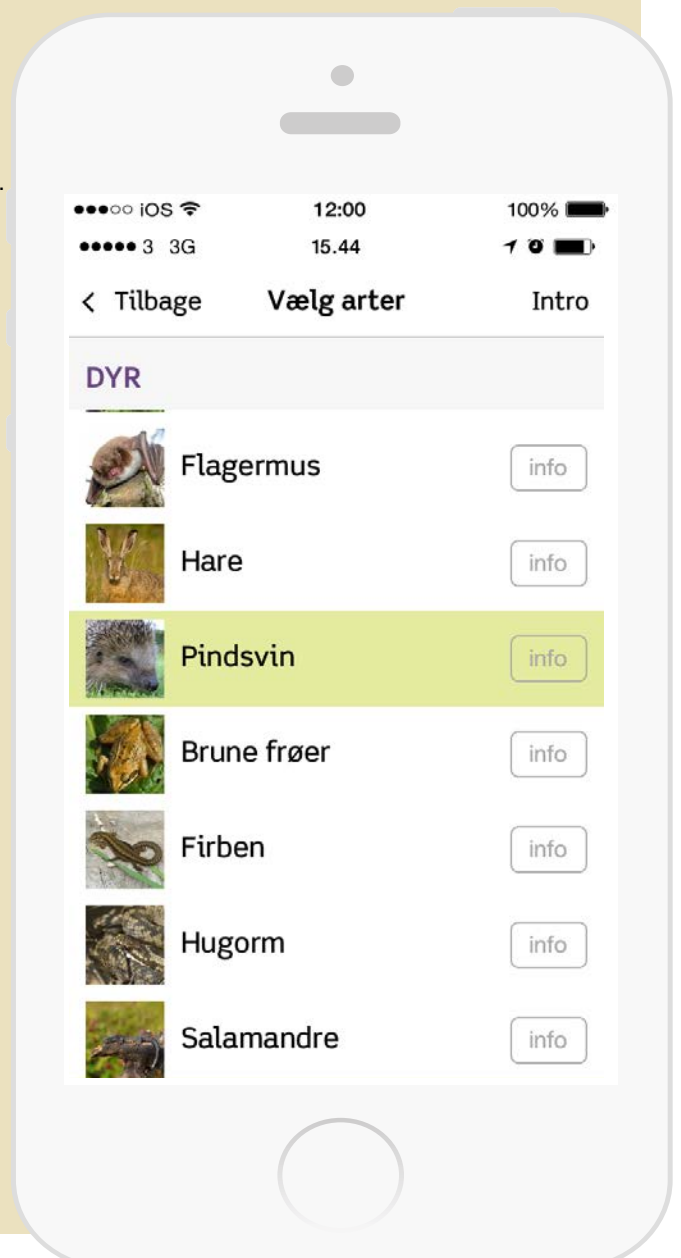 iOS 12:00 100%
3 3G 15.44
< Tilbage Vælg arter Intro
DYR
Flagermus info
Hare info
Pindsvin info
Brune frøer info
Firben info
Hugorm info
Salamandre info